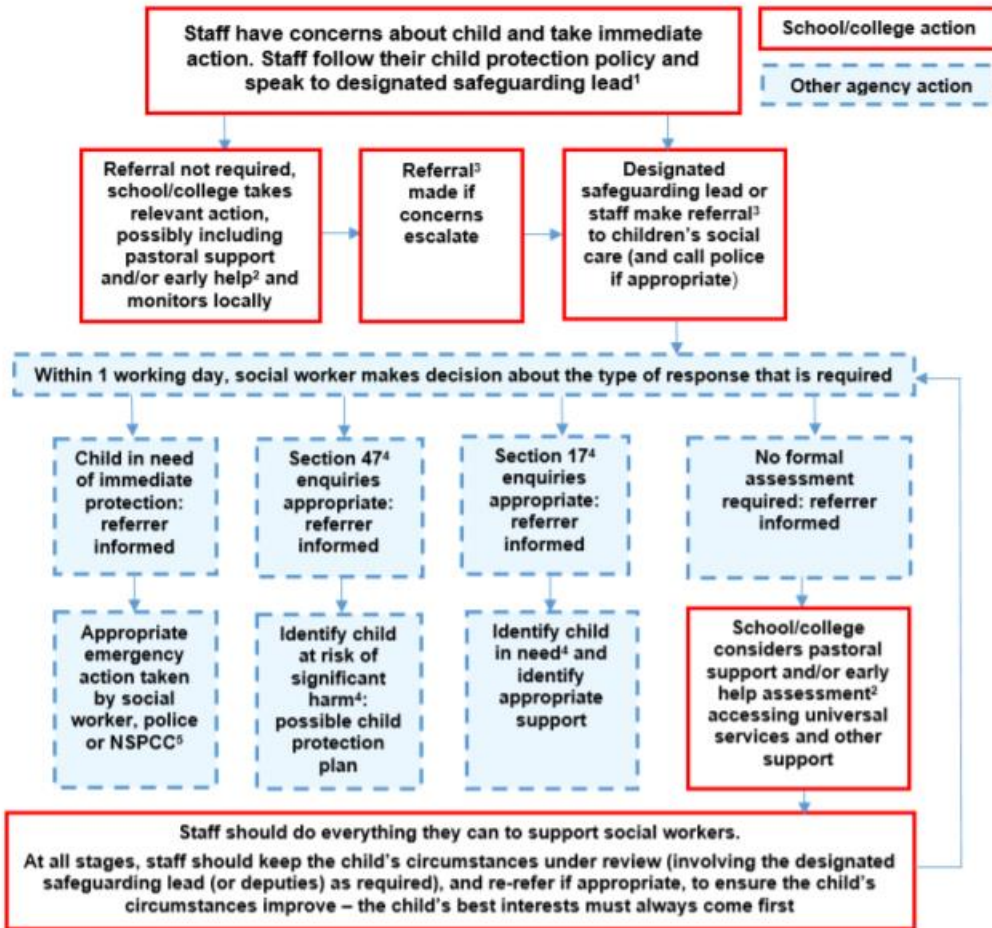 Staff have concerns about child and take immediate
action. Staff follow their child protection policy and
speak to designated safeguarding lead¹
School/college action
Other agency action
Referral not required,
school/college takes
relevant action,
possibly including
pastoral support
and/or early help² and
monitors locally
Referral³
made if
concerns
escalate
Designated
safeguarding lead or
staff make referral³
to children's social
care (and call police
if appropriate)
Within 1 working day, social worker makes decision about the type of response that is required
Child in need
of immediate
protection:
referrer
informed
Section 47⁴
enquiries
appropriate:
referrer
informed
Section 17⁴
enquiries
appropriate:
referrer
informed
No formal
assessment
required: referrer
informed
Appropriate
emergency
action taken
by social
worker, police
or NSPCC⁵
Identify child
at risk of
significant
harm⁴:
possible child
protection
plan
Identify child
in need⁴ and
identify
appropriate
support
School/college
considers pastoral
support and/or early
help assessment²
accessing universal
services and other
support
Staff should do everything they can to support social workers.
At all stages, staff should keep the child's circumstances under review (involving the designated
safeguarding lead (or deputies) as required), and re-refer if appropriate, to ensure the child's
circumstances improve – the child's best interests must always come first